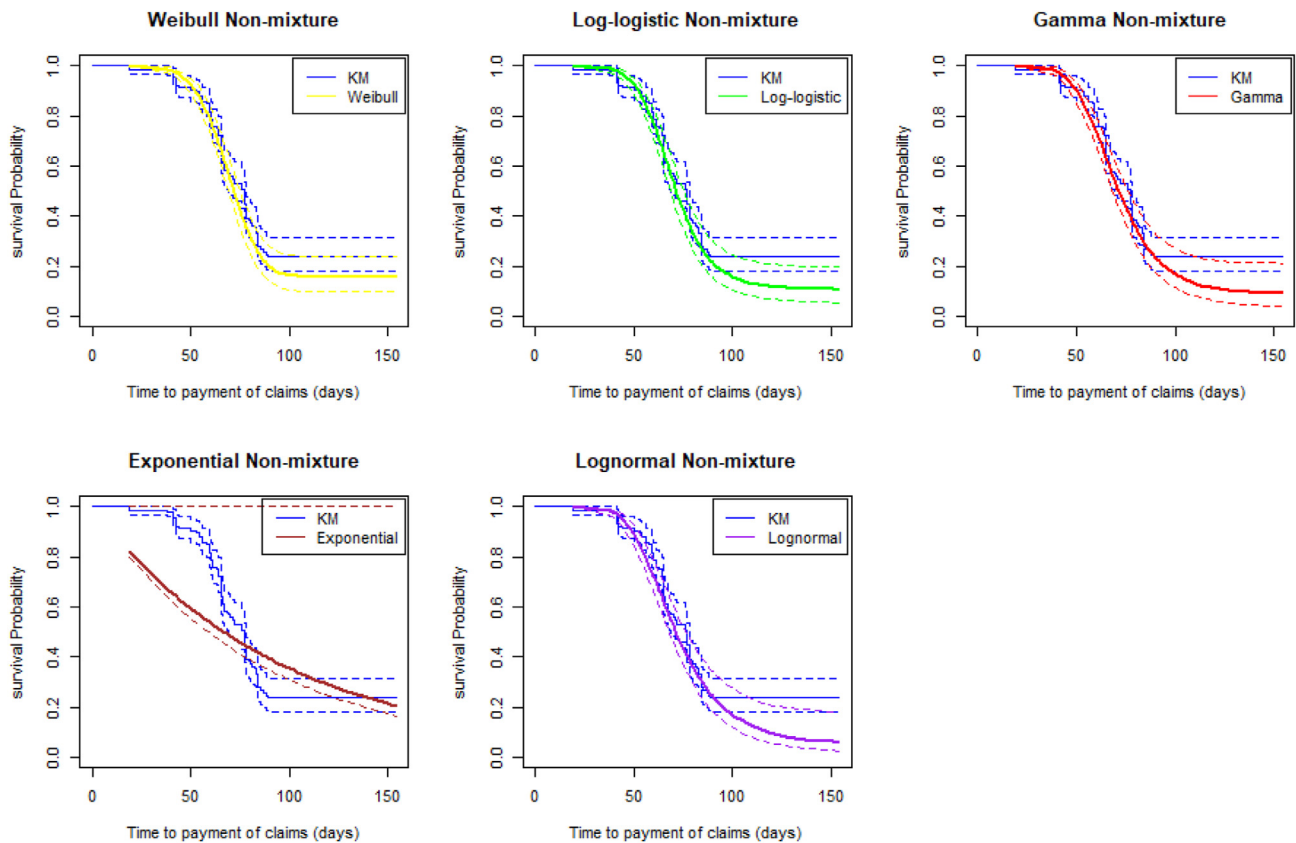 Weibull Non-mixture
survival Probability
0.0 0.2 0.4 0.6 0.8 1.0
KM
Weibull
0 50 100 150
Time to payment of claims (days)
Log-logistic Non-mixture
survival Probability
0.0 0.2 0.4 0.6 0.8 1.0
KM
Log-logistic
0 50 100 150
Time to payment of claims (days)
Gamma Non-mixture
survival Probability
0.0 0.2 0.4 0.6 0.8 1.0
KM
Gamma
0 50 100 150
Time to payment of claims (days)
Exponential Non-mixture
survival Probability
0.0 0.2 0.4 0.6 0.8 1.0
KM
Exponential
0 50 100 150
Time to payment of claims (days)
Lognormal Non-mixture
survival Probability
0.0 0.2 0.4 0.6 0.8 1.0
KM
Lognormal
0 50 100 150
Time to payment of claims (days)